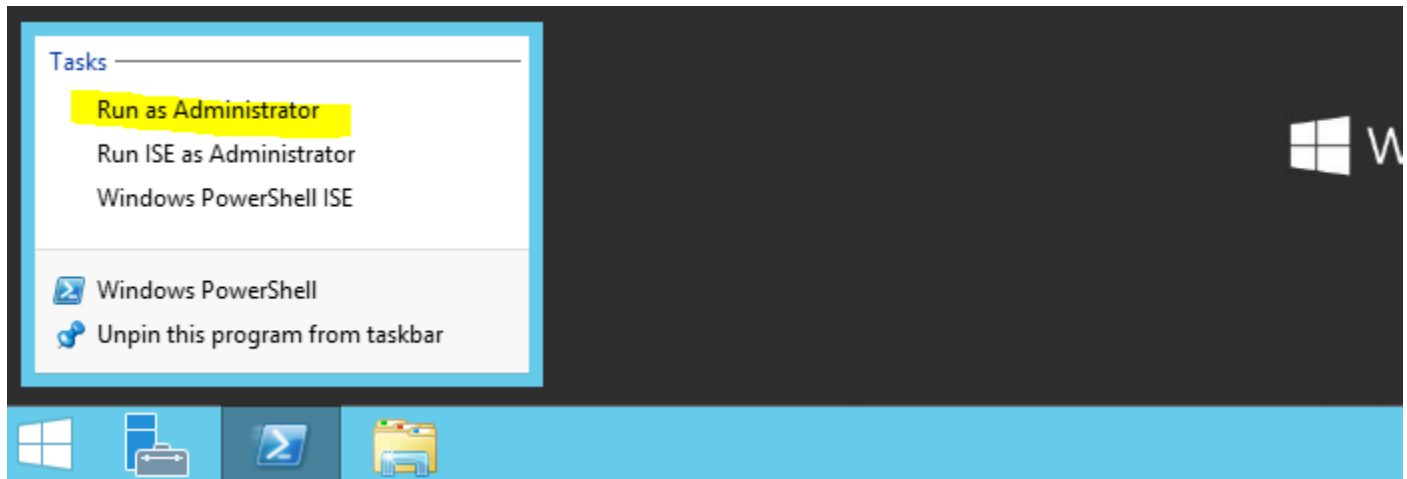 Tasks
Run as Administrator
Run ISE as Administrator
Windows PowerShell ISE
Windows PowerShell
Unpin this program from taskbar
W